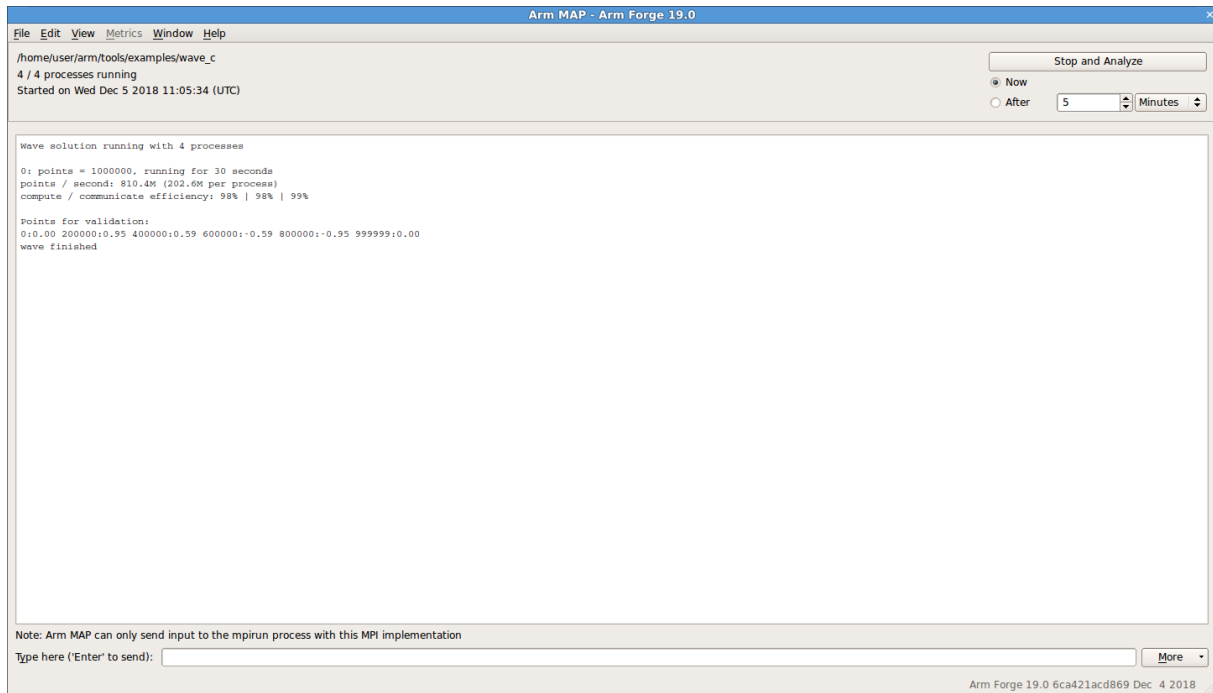 Arm MAP - Arm Forge 19.0
File Edit View Metrics Window Help
/home/user/arm/tools/examples/wave_c
4 / 4 processes running
Started on Wed Dec 5 2018 11:05:34 (UTC)
Stop and Analyze
Now
After 5 Minutes
Wave solution running with 4 processes
0: points = 1000000, running for 30 seconds
points / second: 810.4M (202.6M per process)
compute / communicate efficiency: 98% | 98% | 99%
Points for validation:
0:0.00 200000:0.95 400000:0.59 600000:-0.59 800000:-0.95 999999:0.00
wave finished
Note: Arm MAP can only send input to the mpirun process with this MPI implementation
Type here ('Enter' to send):
More
Arm Forge 19.0 6ca421acd869 Dec 4 2018